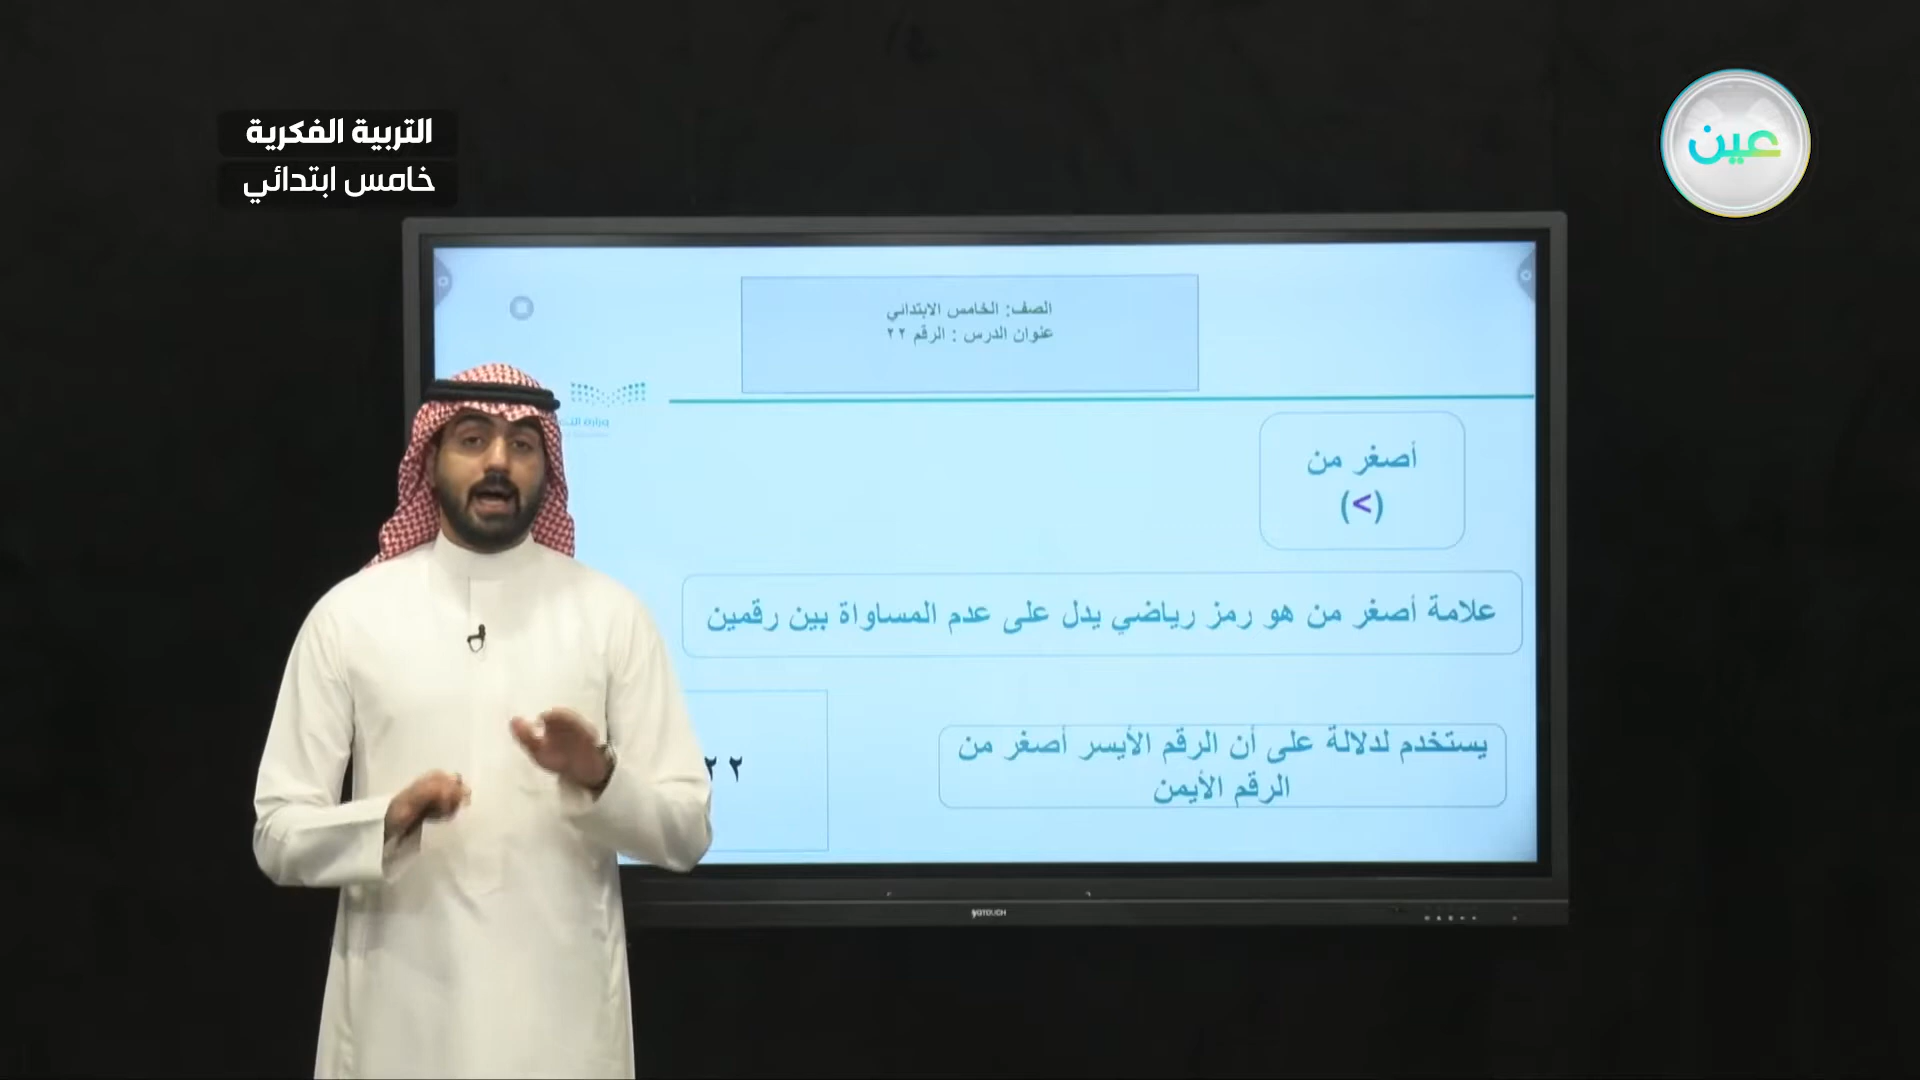 التربية الفكرية
خامس ابتدائي
عين
الصف: الخامس الابتدائي
عنوان الدرس : الرقم ٢٢
أصغر من
(<)
علامة أصغر من هو رمز رياضي يدل على عدم المساواة بين رقمين
يستخدم لدلالة على أن الرقم الأيسر أصغر من
الرقم الأيمن
٢٢